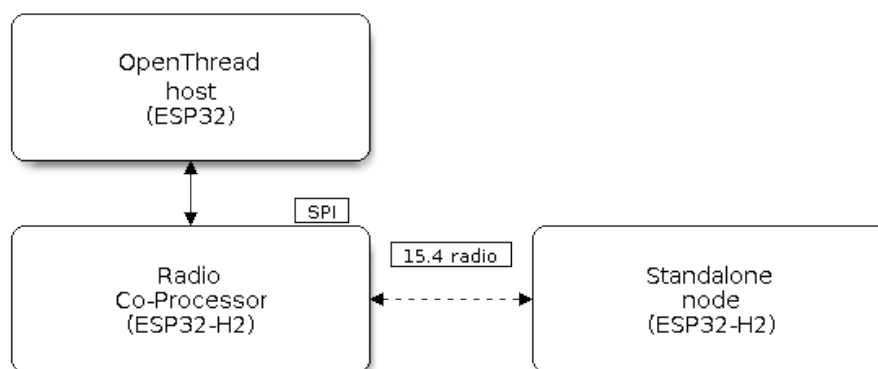 OpenThread
host
(ESP32)
SPI
15.4 radio
Radio
Co-Processor
(ESP32-H2)
Standalone
node
(ESP32-H2)